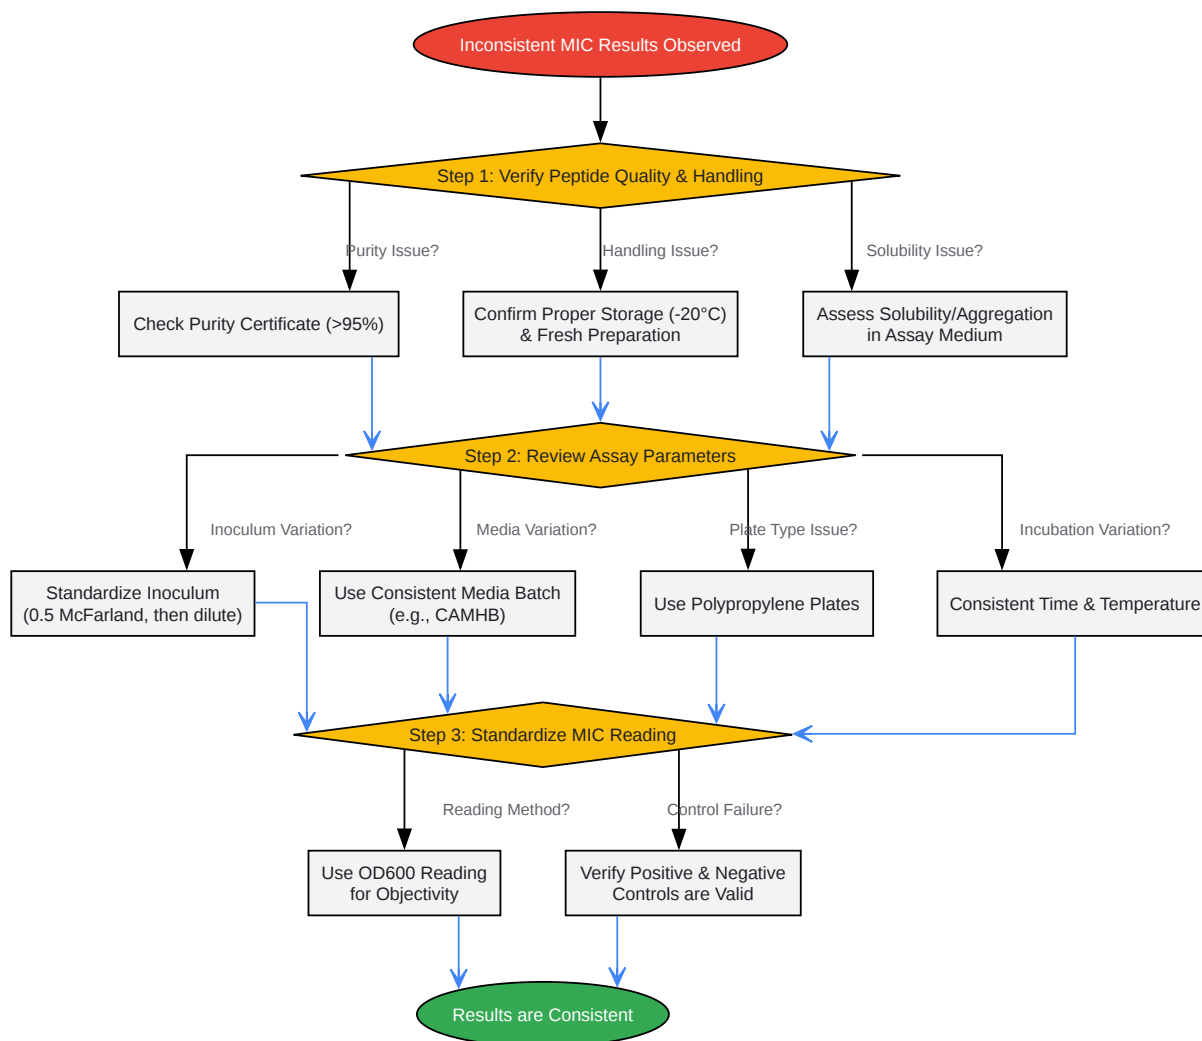 Inconsistent MIC Results Observed
Step 1: Verify Peptide Quality & Handling
Purity Issue?
Handling Issue?
Solubility Issue?
Check Purity Certificate (>95%)
Confirm Proper Storage (-20°C)
& Fresh Preparation
Assess Solubility/Aggregation
in Assay Medium
Step 2: Review Assay Parameters
Inoculum Variation?
Media Variation?
Plate Type Issue?
Incubation Variation?
Standardize Inoculum
(0.5 McFarland, then dilute)
Use Consistent Media Batch
(e.g., CAMHB)
Use Polypropylene Plates
Consistent Time & Temperature
Step 3: Standardize MIC Reading
Reading Method?
Control Failure?
Use OD600 Reading
for Objectivity
Verify Positive & Negative
Controls are Valid
Results are Consistent